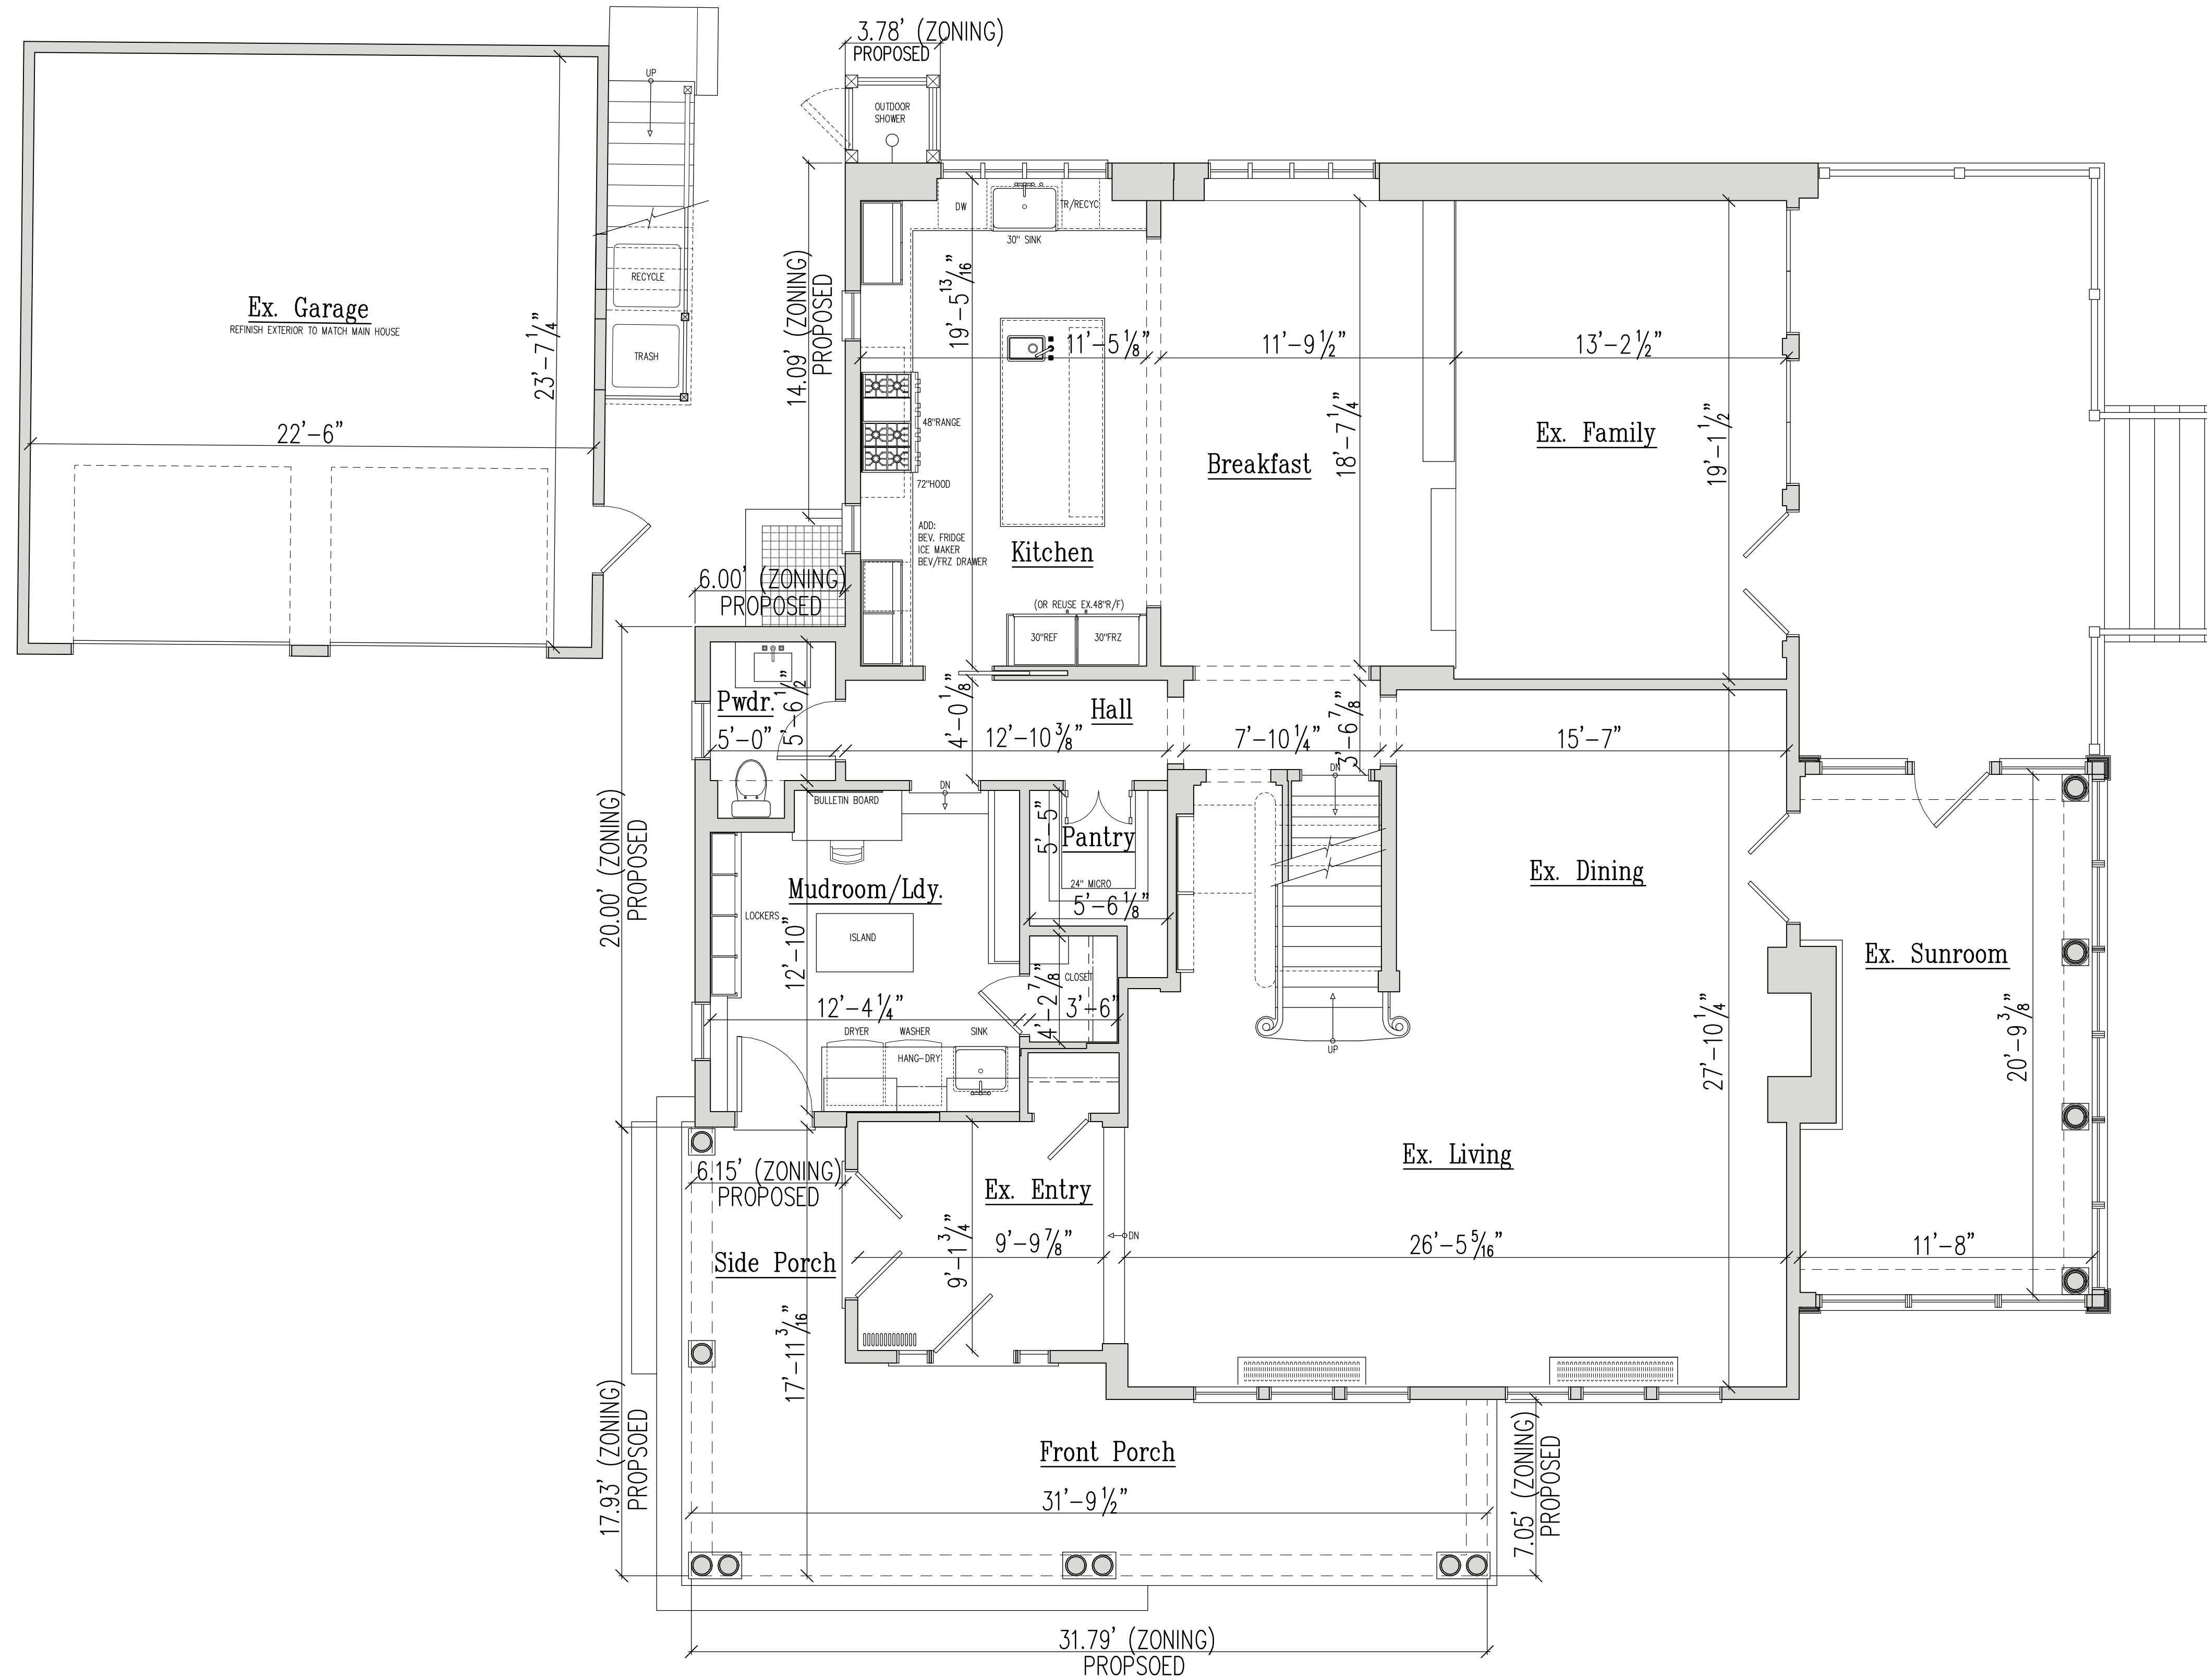 3.78' (ZONING)
PROPOSED
UP
OUTDOOR
SHOWER
DW
TR/RECYC
30" SINK
RECYCLE
TRASH
Ex. Garage
REFINISH EXTERIOR TO MATCH MAIN HOUSE
23'-7 1/4"
22'-6"
14.09' (ZONING)
PROPOSED
19'-5 13/16"
11'-5 1/8"
11'-9 1/2"
13'-2 1/2"
48"RANGE
72"HOOD
18'-7 1/4"
19'-1 1/2"
Ex. Family
Breakfast
ADD:
BEV. FRIDGE
ICE MAKER
BEV/FRZ DRAWER
Kitchen
6.00' (ZONING)
PROPOSED
(OR REUSE EX.48"R/F)
30"REF
30"FRZ
Pwdr.
5'-6 1/2"
5'-0"
4'-0 1/8"
Hall
12'-10 3/8"
7'-10 1/4"
3'-6 7/8"
15'-7"
DN
DN
BULLETIN BOARD
20.00' (ZONING)
PROPOSED
5'-5"
Pantry
24" MICRO
5'-6 1/8"
Mudroom/Ldy.
LOCKERS
ISLAND
12'-10"
Ex. Dining
Ex. Sunroom
CLOSET
4'-2 7/8"
3'-6"
12'-4 1/4"
DRYER
WASHER
SINK
HANG-DRY
UP
27'-10 1/4"
20'-9 3/8"
6.15' (ZONING)
PROPOSED
Ex. Entry
Ex. Living
9'-1 3/4"
9'-9 7/8"
DN
26'-5 5/16"
11'-8"
Side Porch
17'-11 3/16"
17.93' (ZONING)
PROPSOED
Front Porch
31'-9 1/2"
7.05' (ZONING)
PROPOSED
31.79' (ZONING)
PROPSOED